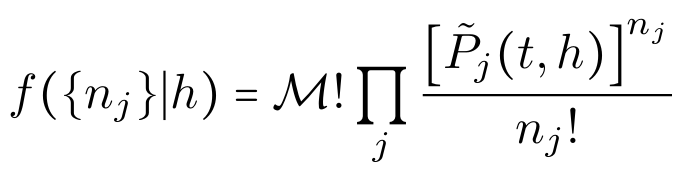 f({n_j}|h) = ℳ! ∏_j [P̃_j(t, h)]^{n_j} / n_j!